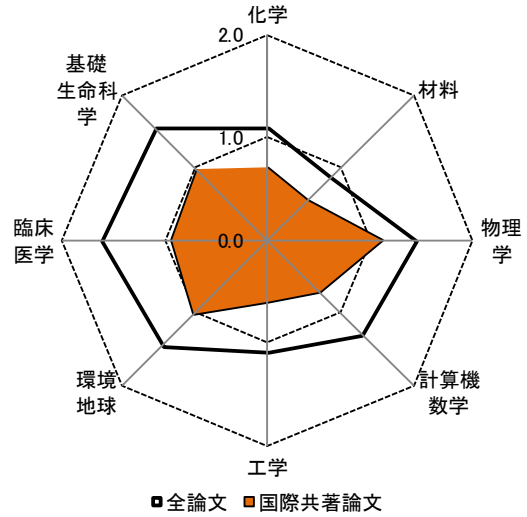 化学
2.0
基礎
生命科
学
材料
1.0
臨床
医学
0.0
物理
学
環境
地球
計算機
数学
工学
全論文 国際共著論文